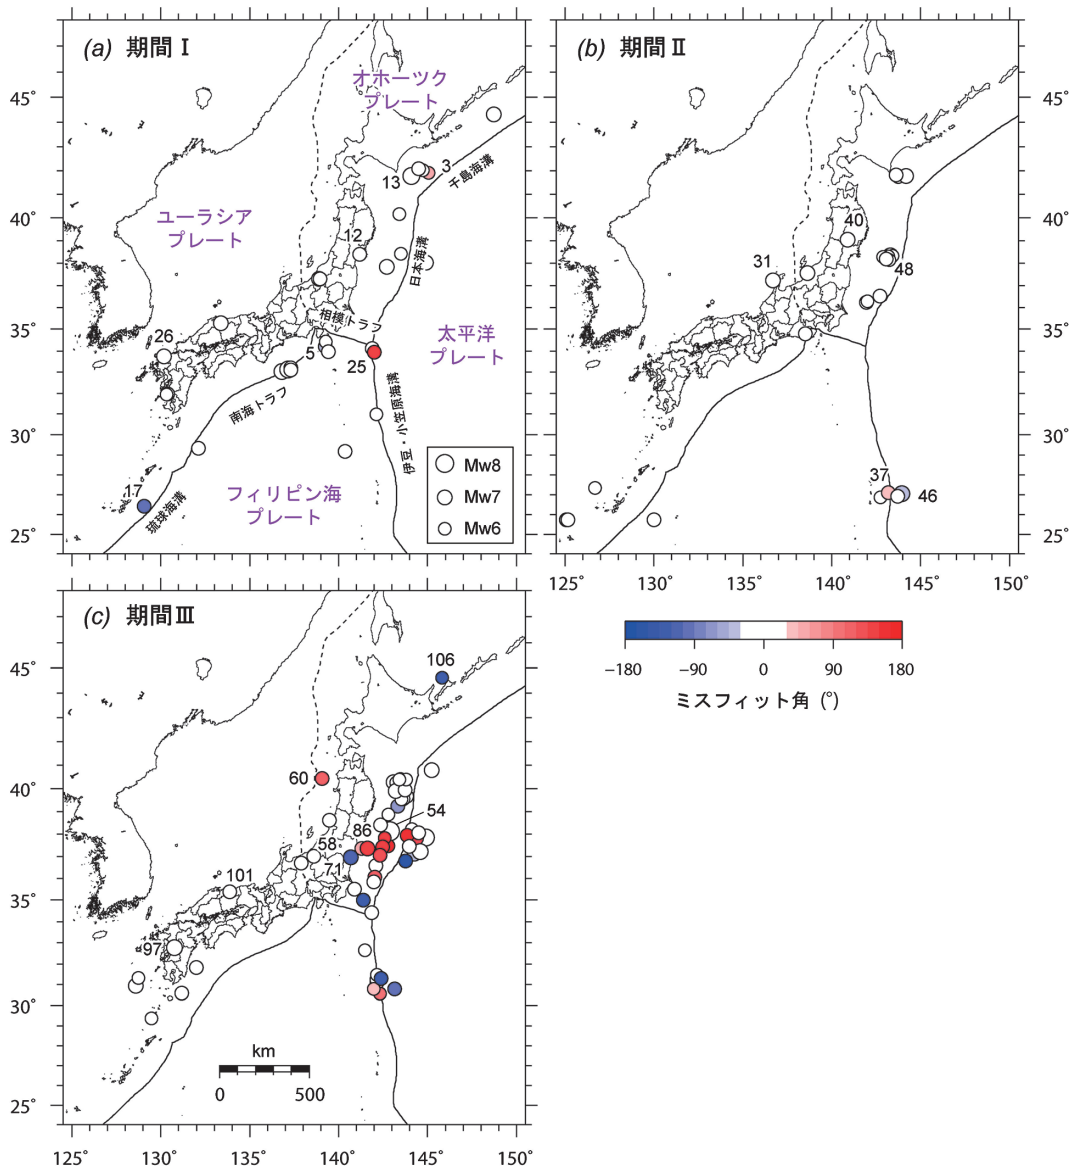 (a) 期間Ⅰ
オホーツク
プレート
45°
3
13
千島海溝
ユーラシア
プレート
40°
12
日本海溝
相模トラフ
太平洋
プレート
35°
26
5
25
南海トラフ
伊豆・小笠原海溝
30°
17
琉球海溝
フィリピン海
プレート
Mw8
Mw7
Mw6
25°
(b) 期間Ⅱ
45°
40°
40
31
48
35°
30°
37
46
25°
125° 130° 135° 140° 145° 150°
−180 −90 0 90 180
ミスフィット角 (°)
(c) 期間Ⅲ
106
45°
60
40°
54
86
58
71
101
35°
97
30°
km
0 500
25°
125° 130° 135° 140° 145° 150°